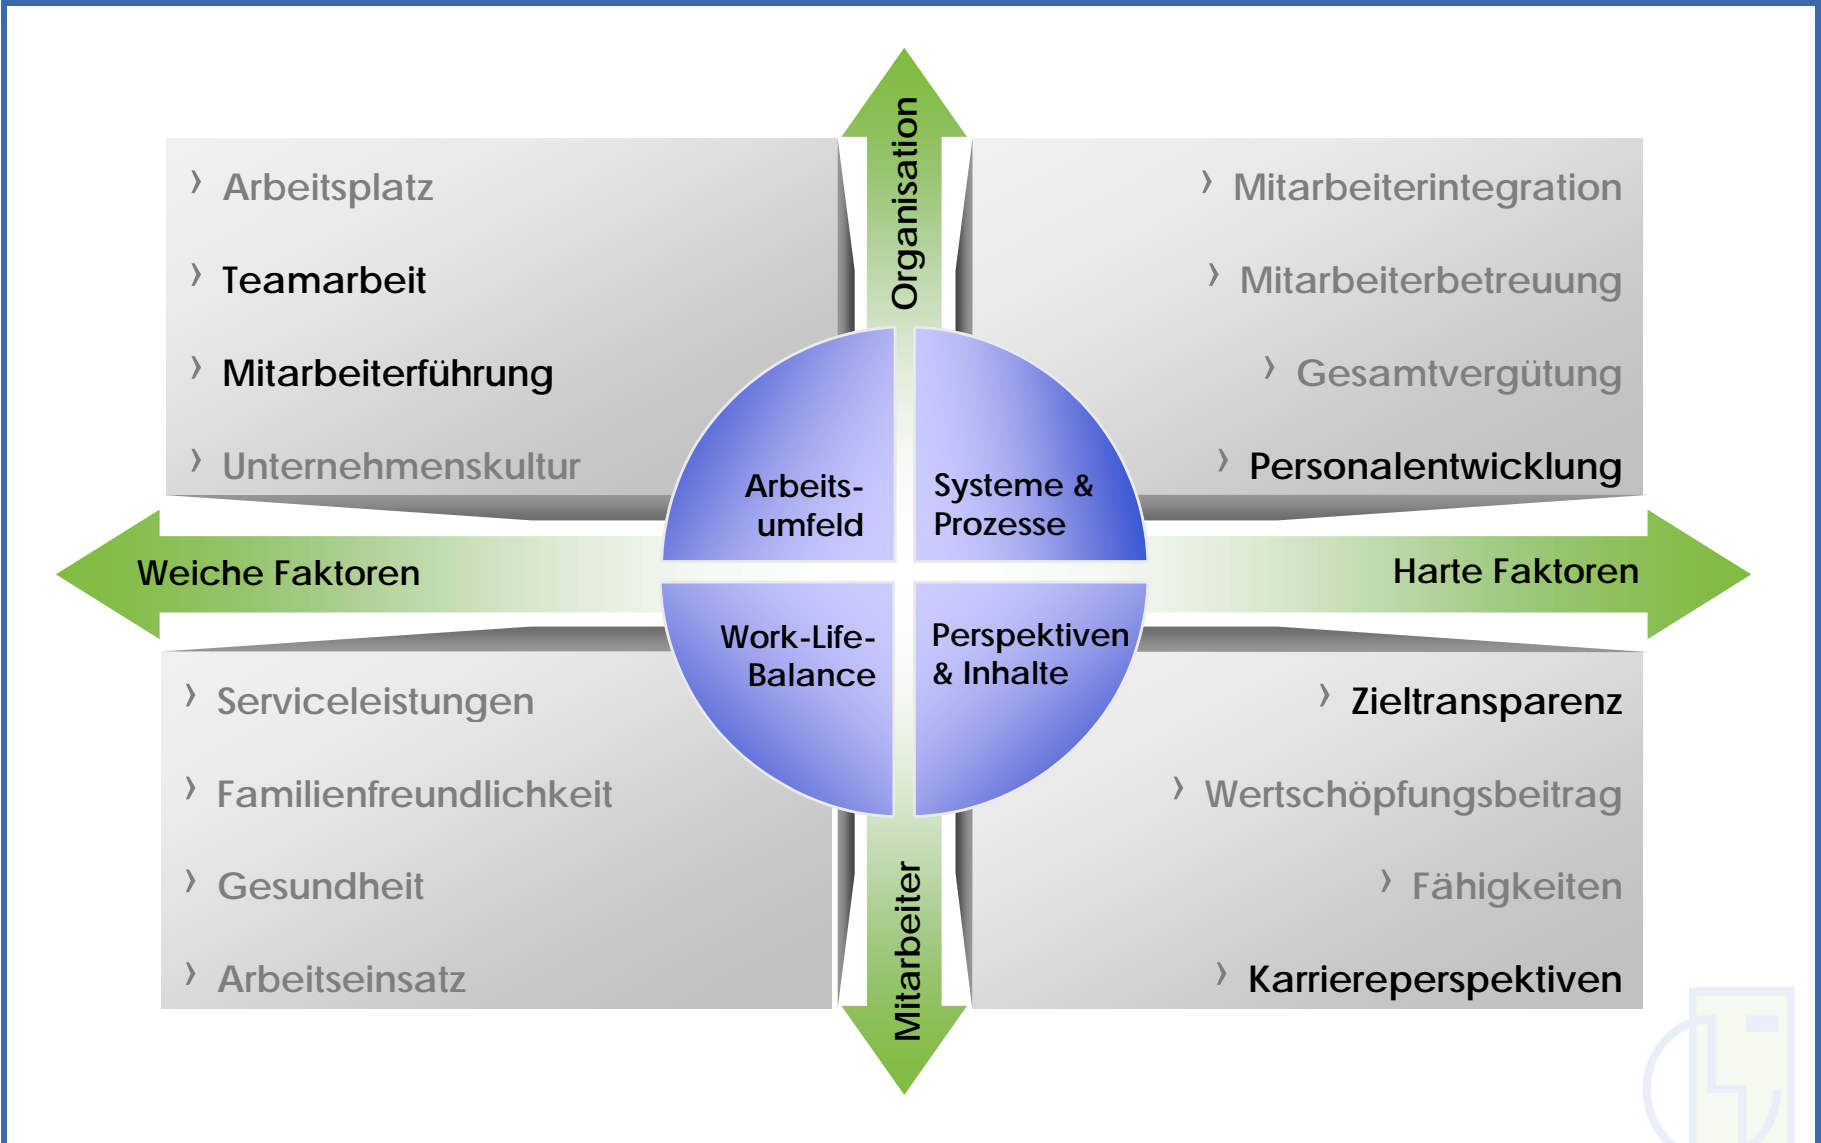 Organisation
› Arbeitsplatz
› Teamarbeit
› Mitarbeiterführung
› Unternehmenskultur
› Mitarbeiterintegration
› Mitarbeiterbetreuung
› Gesamtvergütung
› Personalentwicklung
Arbeits-
umfeld
Systeme &
Prozesse
Weiche Faktoren
Harte Faktoren
Work-Life-
Balance
Perspektiven
& Inhalte
› Serviceleistungen
› Familienfreundlichkeit
› Gesundheit
› Arbeitseinsatz
› Zieltransparenz
› Wertschöpfungsbeitrag
› Fähigkeiten
› Karriereperspektiven
Mitarbeiter